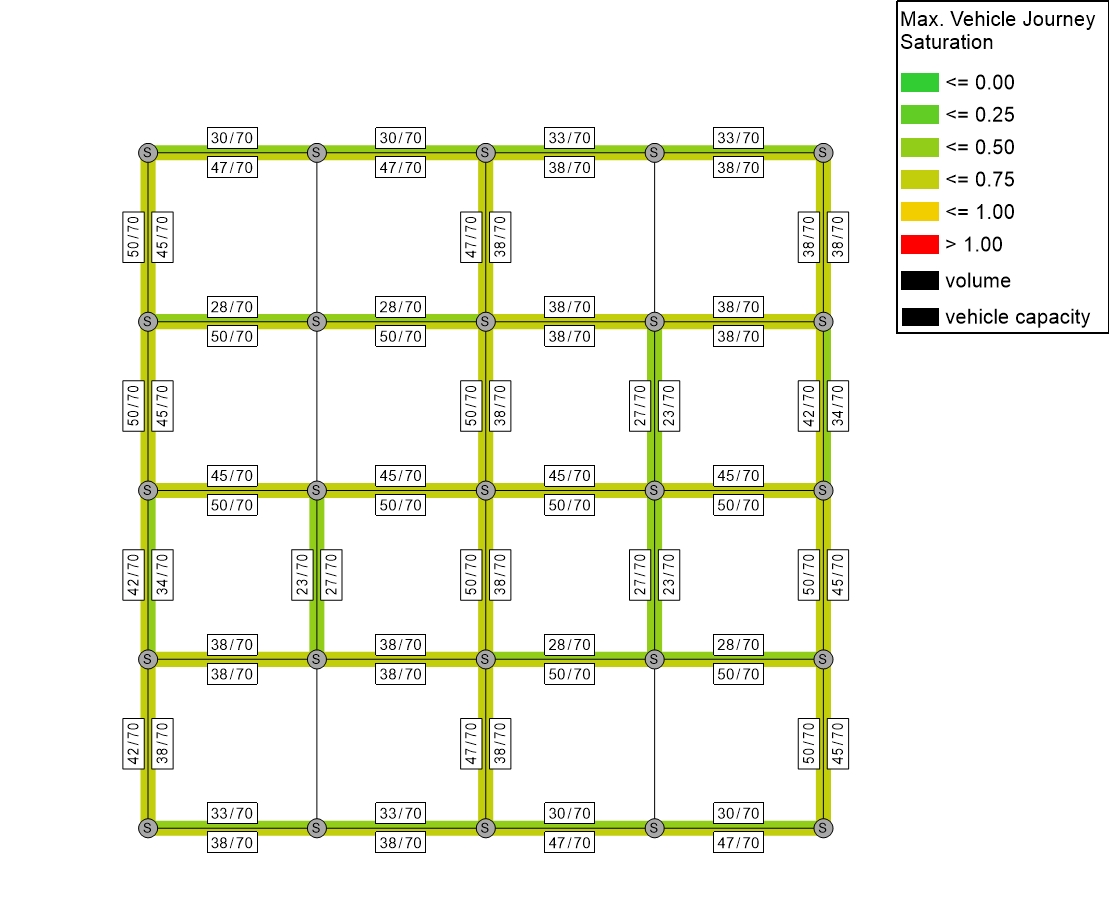 Max. Vehicle Journey
Saturation
<= 0.00
<= 0.25
<= 0.50
<= 0.75
<= 1.00
> 1.00
volume
vehicle capacity
30/70 30/70 33/70 33/70
S S S S S
47/70 47/70 38/70 38/70
50/70 45/70 47/70 38/70 38/70 38/70
28/70 28/70 38/70 38/70
S S S S S
50/70 50/70 38/70 38/70
50/70 45/70 50/70 38/70 27/70 23/70 42/70 34/70
45/70 45/70 45/70 45/70
S S S S S
50/70 50/70 50/70 50/70
42/70 34/70 23/70 27/70 50/70 38/70 27/70 23/70 50/70 45/70
38/70 38/70 28/70 28/70
S S S S S
38/70 38/70 50/70 50/70
42/70 38/70 47/70 38/70 50/70 45/70
33/70 33/70 30/70 30/70
S S S S S
38/70 38/70 47/70 47/70